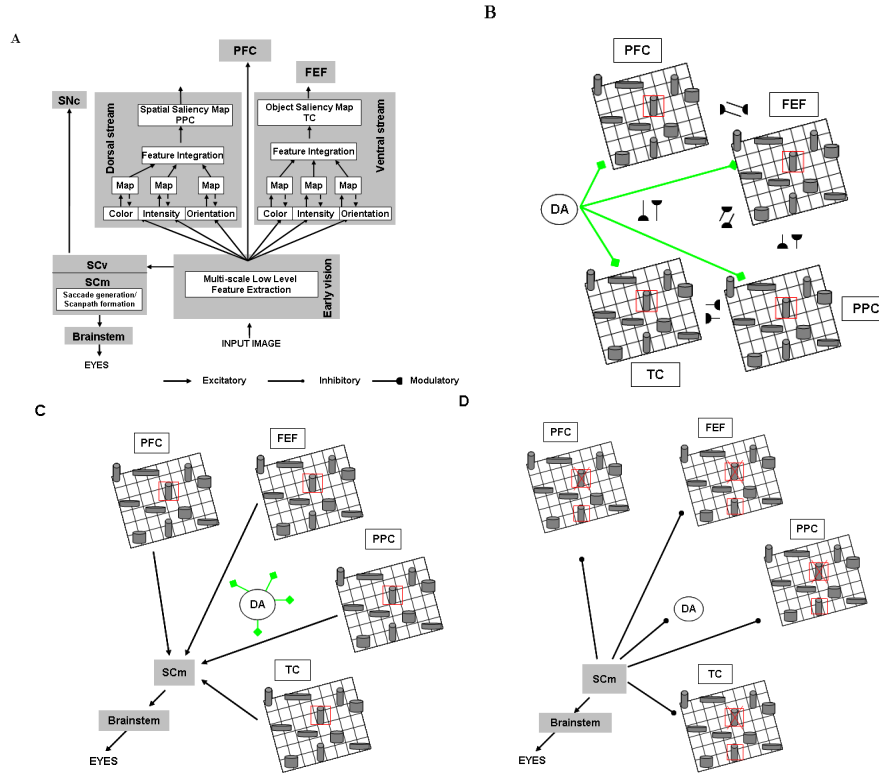 A
PFC
FEF
SNc
Dorsal stream
Spatial Saliency Map
PPC
Feature Integration
Map
Map
Map
Color
Intensity
Orientation
Object Saliency Map
TC
Feature Integration
Map
Map
Map
Color
Intensity
Orientation
Ventral stream
SCv
SCm
Saccade generation/
Scanpath formation
Multi-scale Low Level
Feature Extraction
Early vision
Brainstem
EYES
INPUT IMAGE
Excitatory
Inhibitory
Modulatory
B
PFC
FEF
DA
PPC
TC
C
PFC
FEF
PPC
DA
TC
SCm
Brainstem
EYES
D
PFC
FEF
PPC
DA
SCm
TC
Brainstem
EYES